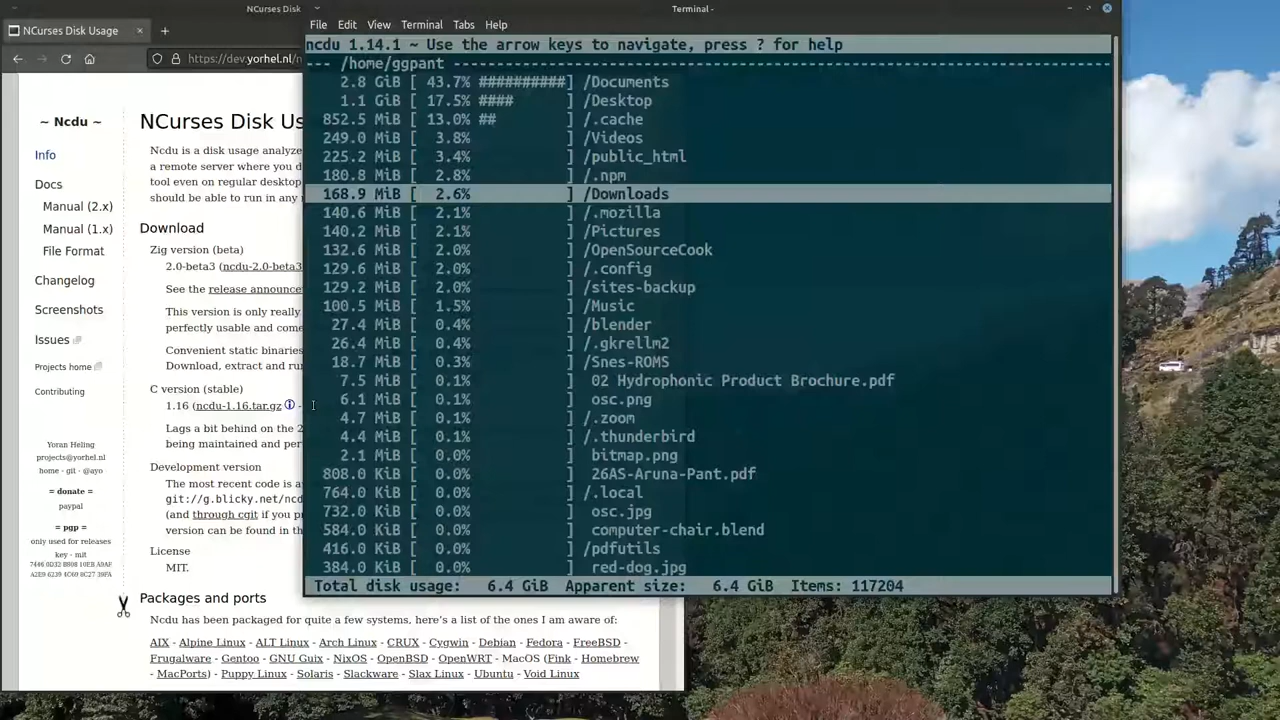 NCurses Disk
NCurses Disk Usage
https://dev.yorhel.nl/n
~ Ncdu ~
Info
Docs
Manual (2.x)
Manual (1.x)
File Format
Changelog
Screenshots
Issues
Projects home
Contributing
Yoran Heling
projects@yorhel.nl
home - git - @ayo
= donate =
paypal
= pgp =
only used for releases
key - mit
NCurses Disk Us
Ncdu is a disk usage analyze
a remote server where you d
tool even on regular desktop
should be able to run in any
Download
Zig version (beta)
2.0-beta3 (ncdu-2.0-beta3
See the release announce
This version is only really
perfectly usable and come
Convenient static binaries
Download, extract and run
C version (stable)
1.16 (ncdu-1.16.tar.gz -
Lags a bit behind on the 2
being maintained and per
Development version
The most recent code is a
git://g.blicky.net/ncd
(and through cgit if you p
version can be found in th
License
MIT.
Packages and ports
Ncdu has been packaged for quite a few systems, here's a list of the ones I am aware of:
AIX - Alpine Linux - ALT Linux - Arch Linux - CRUX - Cygwin - Debian - Fedora - FreeBSD -
Frugalware - Gentoo - GNU Guix - NixOS - OpenBSD - OpenWRT - MacOS (Fink - Homebrew
- MacPorts) - Puppy Linux - Solaris - Slackware - Slax Linux - Ubuntu - Void Linux
Terminal -
File Edit View Terminal Tabs Help
ncdu 1.14.1 ~ Use the arrow keys to navigate, press ? for help
--- /home/ggpant ---
2.8 GiB [ 43.7% ##########] /Documents
1.1 GiB [ 17.5% #### ] /Desktop
852.5 MiB [ 13.0% ## ] /.cache
249.0 MiB [ 3.8% ] /Videos
225.2 MiB [ 3.4% ] /public_html
180.8 MiB [ 2.8% ] /.npm
168.9 MiB [ 2.6% ] /Downloads
140.6 MiB [ 2.1% ] /.mozilla
140.2 MiB [ 2.1% ] /Pictures
132.6 MiB [ 2.0% ] /OpenSourceCook
129.6 MiB [ 2.0% ] /.config
129.2 MiB [ 2.0% ] /sites-backup
100.5 MiB [ 1.5% ] /Music
27.4 MiB [ 0.4% ] /blender
26.4 MiB [ 0.4% ] /.gkrellm2
18.7 MiB [ 0.3% ] /Snes-ROMS
7.5 MiB [ 0.1% ] 02 Hydrophonic Product Brochure.pdf
6.1 MiB [ 0.1% ] osc.png
4.7 MiB [ 0.1% ] /.zoom
4.4 MiB [ 0.1% ] /.thunderbird
2.1 MiB [ 0.0% ] bitmap.png
808.0 KiB [ 0.0% ] 26AS-Aruna-Pant.pdf
764.0 KiB [ 0.0% ] /.local
732.0 KiB [ 0.0% ] osc.jpg
584.0 KiB [ 0.0% ] computer-chair.blend
416.0 KiB [ 0.0% ] /pdfutils
384.0 KiB [ 0.0% ] red-dog.jpg
Total disk usage: 6.4 GiB Apparent size: 6.4 GiB Items: 117204